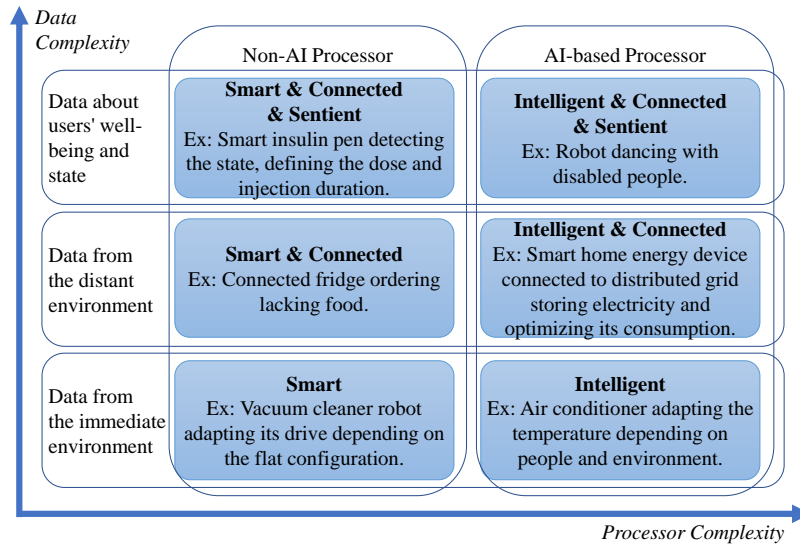 Data
Complexity
Non-AI Processor
AI-based Processor
Data about
users' well-
being and
state
Smart & Connected
& Sentient
Ex: Smart insulin pen detecting
the state, defining the dose and
injection duration.
Intelligent & Connected
& Sentient
Ex: Robot dancing with
disabled people.
Data from
the distant
environment
Smart & Connected
Ex: Connected fridge ordering
lacking food.
Intelligent & Connected
Ex: Smart home energy device
connected to distributed grid
storing electricity and
optimizing its consumption.
Data from
the immediate
environment
Smart
Ex: Vacuum cleaner robot
adapting its drive depending on
the flat configuration.
Intelligent
Ex: Air conditioner adapting the
temperature depending on
people and environment.
Processor Complexity